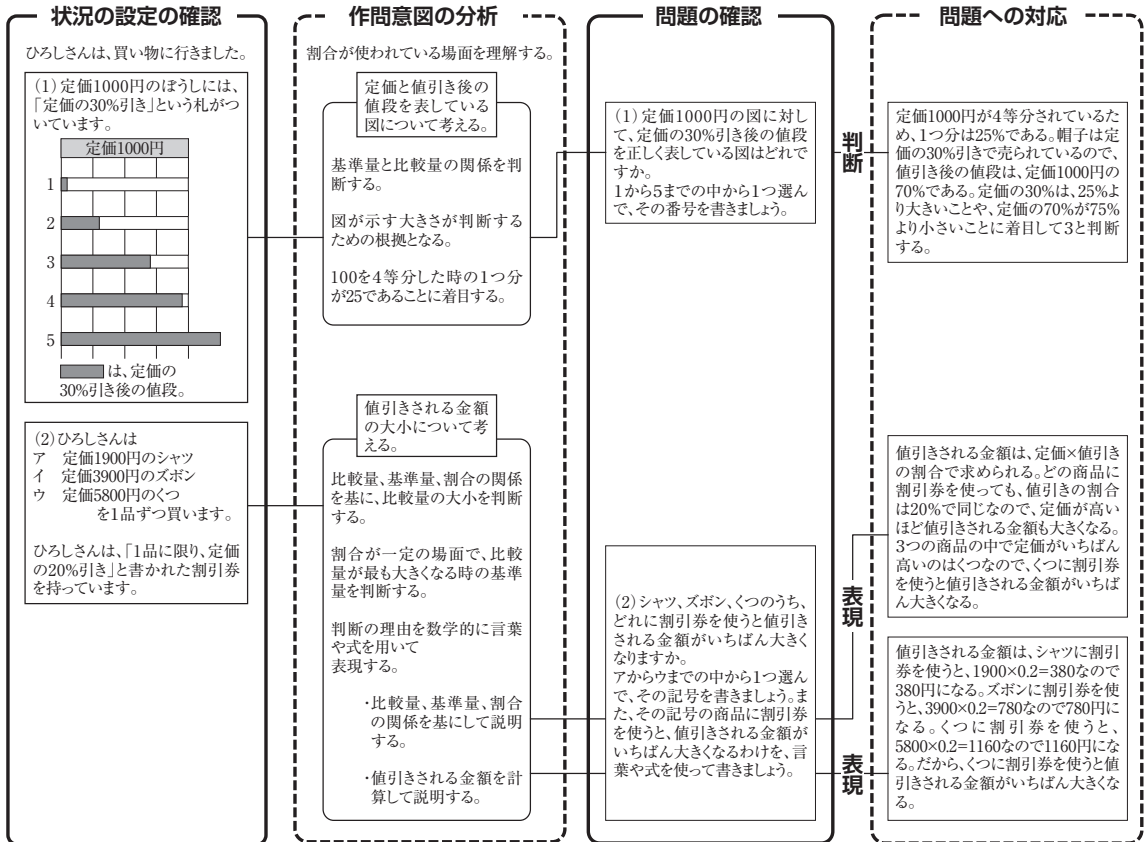 状況の設定の確認
ひろしさんは、買い物に行きました。
(1)定価1000円のぼうしには、
「定価の30%引き」という札がつ
いています。
定価1000円
1
2
3
4
5
は、定価の
30%引き後の値段。
(2)ひろしさんは
ア 定価1900円のシャツ
イ 定価3900円のズボン
ウ 定価5800円のくつ
を1品ずつ買います。
ひろしさんは、「1品に限り、定価
の20%引き」と書かれた割引券
を持っています。
作問意図の分析
割合が使われている場面を理解する。
定価と値引き後の
値段を表している
図について考える。
基準量と比較量の関係を判
断する。
図が示す大きさが判断する
ための根拠となる。
100を4等分した時の1つ分
が25であることに着目する。
値引きされる金額
の大小について考
える。
比較量、基準量、割合の関係
を基に、比較量の大小を判断
する。
割合が一定の場面で、比較
量が最も大きくなる時の基準
量を判断する。
判断の理由を数学的に言葉
や式を用いて
表現する。
・比較量、基準量、割合
の関係を基にして説明
する。
・値引きされる金額を計
算して説明する。
問題の確認
(1)定価1000円の図に対し
て、定価の30%引き後の値段
を正しく表している図はどれで
すか。
1から5までの中から1つ選ん
で、その番号を書きましょう。
(2)シャツ、ズボン、くつのうち、
どれに割引券を使うと値引き
される金額がいちばん大きく
なりますか。
アからウまでの中から1つ選ん
で、その記号を書きましょう。ま
た、その記号の商品に割引券
を使うと、値引きされる金額が
いちばん大きくなるわけを、言
葉や式を使って書きましょう。
判断
表現
表現
問題への対応
定価1000円が4等分されているた
め、1つ分は25%である。帽子は定
価の30%引きで売られているので、
値引き後の値段は、定価1000円の
70%である。定価の30%は、25%よ
り大きいことや、定価の70%が75%
より小さいことに着目して3と判断
する。
値引きされる金額は、定価×値引き
の割合で求められる。どの商品に
割引券を使っても、値引きの割合
は20%で同じなので、定価が高い
ほど値引きされる金額も大きくなる。
3つの商品の中で定価がいちばん
高いのはくつなので、くつに割引券
を使うと値引きされる金額がいちば
ん大きくなる。
値引きされる金額は、シャツに割引
券を使うと、1900×0.2=380なので
380円になる。ズボンに割引券を使
うと、3900×0.2=780なので780円に
なる。くつに割引券を使うと、
5800×0.2=1160なので1160円にな
る。だから、くつに割引券を使うと値
引きされる金額がいちばん大きくな
る。